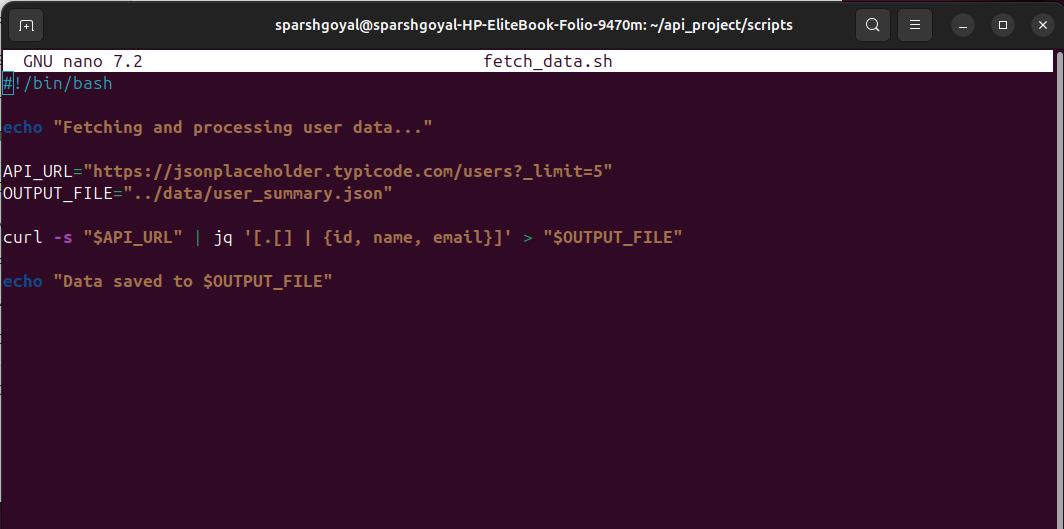 sparshgoyal@sparshgoyal-HP-EliteBook-Folio-9470m: ~/api_project/scripts
GNU nano 7.2 fetch_data.sh
#!/bin/bash
echo "Fetching and processing user data..."
API_URL="https://jsonplaceholder.typicode.com/users?_limit=5"
OUTPUT_FILE="../data/user_summary.json"
curl -s "$API_URL" | jq '[.[] | {id, name, email}]' > "$OUTPUT_FILE"
echo "Data saved to $OUTPUT_FILE"